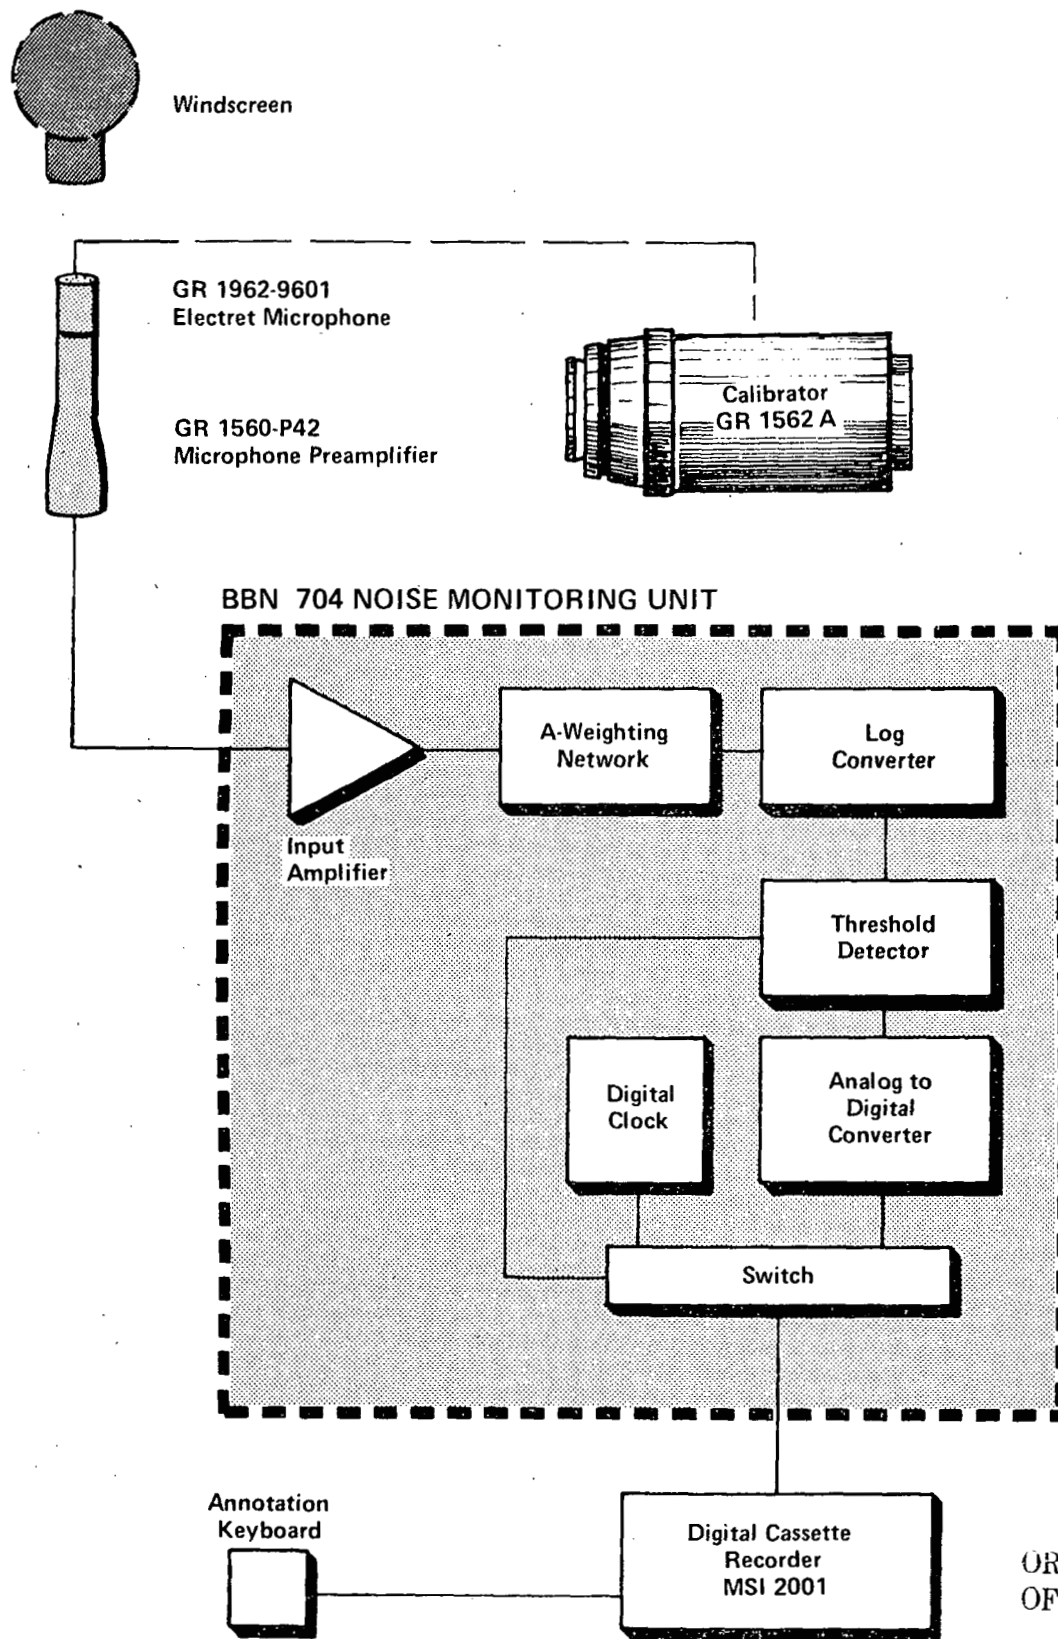 Windscreen
GR 1962-9601
Electret Microphone
Calibrator
GR 1562 A
GR 1560-P42
Microphone Preamplifier
BBN 704 NOISE MONITORING UNIT
A-Weighting
Network
Log
Converter
Input
Amplifier
Threshold
Detector
Digital
Clock
Analog to
Digital
Converter
Switch
Annotation
Keyboard
Digital Cassette
Recorder
MSI 2001
OR
OF